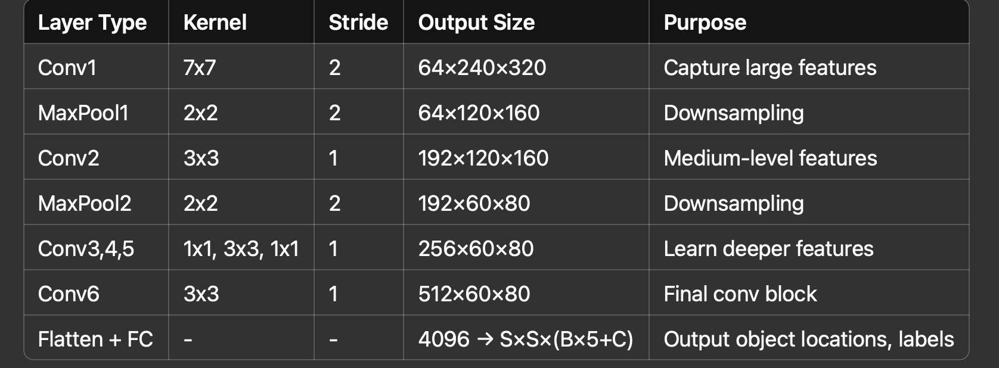 Layer Type Kernel Stride Output Size Purpose
Conv1 7x7 2 64×240×320 Capture large features
MaxPool1 2x2 2 64×120×160 Downsampling
Conv2 3x3 1 192×120×160 Medium-level features
MaxPool2 2x2 2 192×60×80 Downsampling
Conv3,4,5 1x1, 3x3, 1x1 1 256×60×80 Learn deeper features
Conv6 3x3 1 512×60×80 Final conv block
Flatten + FC - - 4096 → S×S×(B×5+C) Output object locations, labels